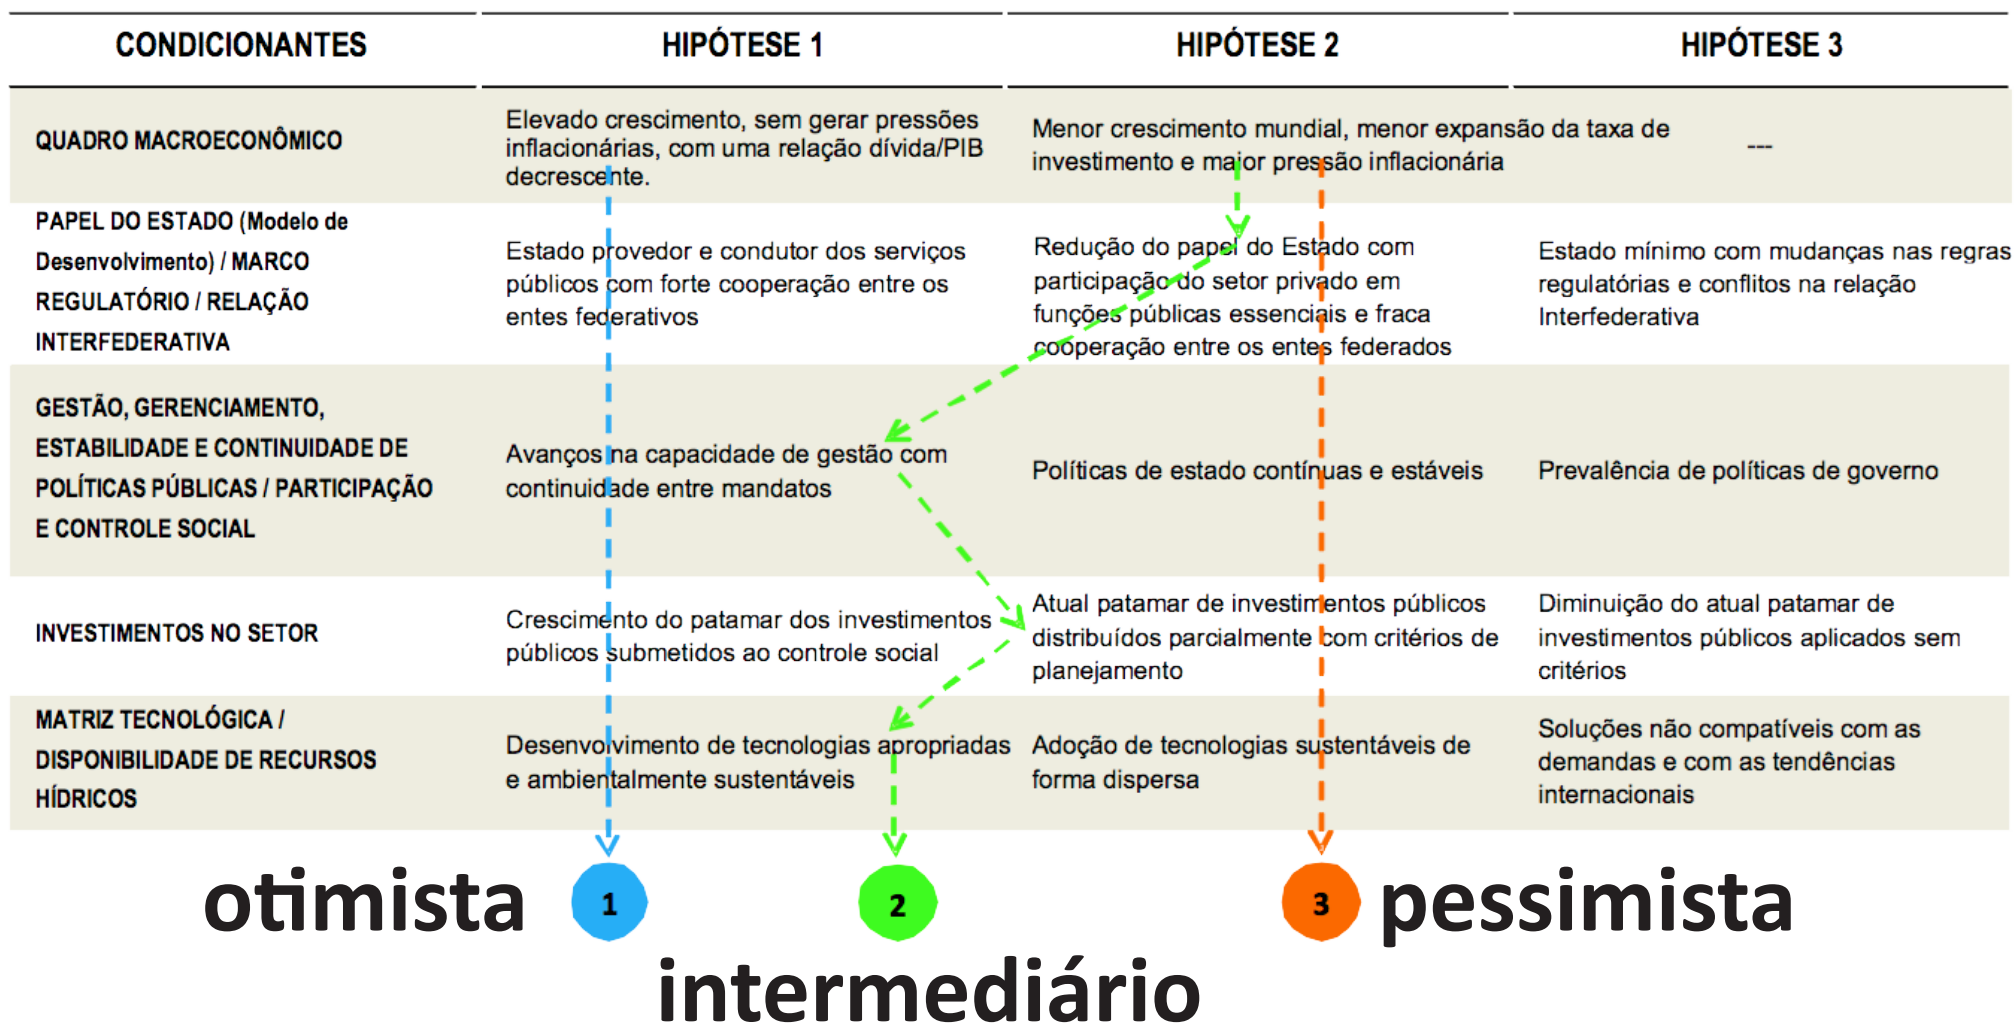 CONDICIONANTES
HIPÓTESE 1
HIPÓTESE 2
HIPÓTESE 3
QUADRO MACROECONÔMICO
Elevado crescimento, sem gerar pressões
inflacionárias, com uma relação dívida/PIB
decrescente.
Menor crescimento mundial, menor expansão da taxa de
investimento e maior pressão inflacionária
---
PAPEL DO ESTADO (Modelo de
Desenvolvimento) / MARCO
REGULATÓRIO / RELAÇÃO
INTERFEDERATIVA
Estado provedor e condutor dos serviços
públicos com forte cooperação entre os
entes federativos
Redução do papel do Estado com
participação do setor privado em
funções públicas essenciais e fraca
cooperação entre os entes federados
Estado mínimo com mudanças nas regras
regulatórias e conflitos na relação
Interfederativa
GESTÃO, GERENCIAMENTO,
ESTABILIDADE E CONTINUIDADE DE
POLÍTICAS PÚBLICAS / PARTICIPAÇÃO
E CONTROLE SOCIAL
Avanços na capacidade de gestão com
continuidade entre mandatos
Políticas de estado contínuas e estáveis
Prevalência de políticas de governo
INVESTIMENTOS NO SETOR
Crescimento do patamar dos investimentos
públicos submetidos ao controle social
Atual patamar de investimentos públicos
distribuídos parcialmente com critérios de
planejamento
Diminuição do atual patamar de
investimentos públicos aplicados sem
critérios
MATRIZ TECNOLÓGICA /
DISPONIBILIDADE DE RECURSOS
HÍDRICOS
Desenvolvimento de tecnologias apropriadas
e ambientalmente sustentáveis
Adoção de tecnologias sustentáveis de
forma dispersa
Soluções não compatíveis com as
demandas e com as tendências
internacionais
otimista
1
2
3
pessimista
intermediário